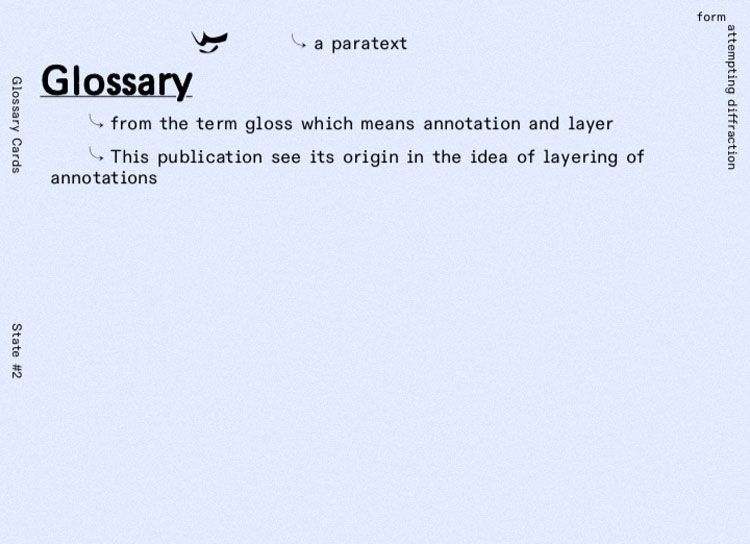 form
a paratext
Glossary
from the term gloss which means annotation and layer
This publication see its origin in the idea of layering of
annotations
Glossary Cards
State #2
attempting diffraction